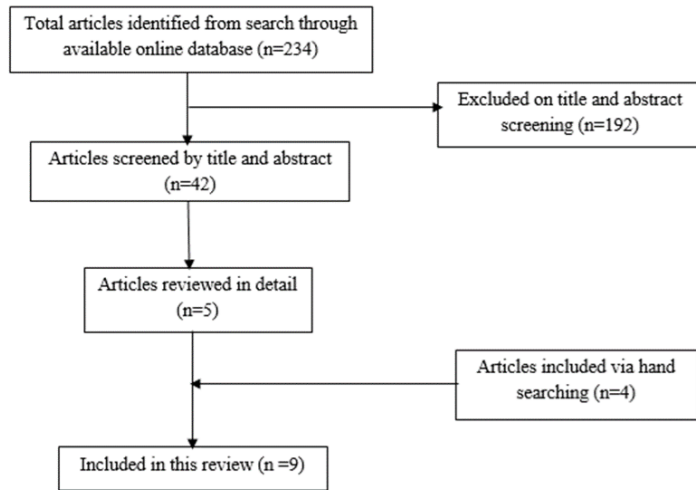 Total articles identified from search through
available online database (n=234)
Excluded on title and abstract
screening (n=192)
Articles screened by title and abstract
(n=42)
Articles reviewed in detail
(n=5)
Articles included via hand
searching (n=4)
Included in this review (n =9)